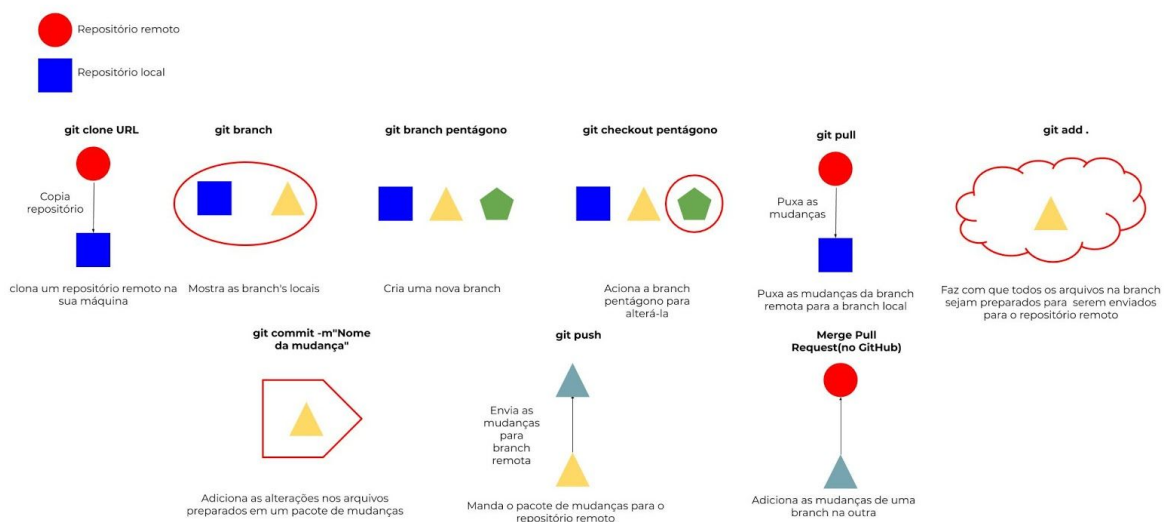 Repositório remoto
Repositório local
git clone URL
Copia
repositório
clona um repositório remoto na
sua máquina
git branch
Mostra as branch's locais
git branch pentágono
Cria uma nova branch
git checkout pentágono
Aciona a branch
pentágono para
alterá-la
git pull
Puxa as
mudanças
Puxa as mudanças da branch
remota para a branch local
git add .
Faz com que todos os arquivos na branch
sejam preparados para serem enviados
para o repositório remoto
git commit -m"Nome
da mudança"
Adiciona as alterações nos arquivos
preparados em um pacote de mudanças
git push
Envia as
mudanças
para
branch
remota
Manda o pacote de mudanças para o
repositório remoto
Merge Pull
Request(no GitHub)
Adiciona as mudanças de uma
branch na outra